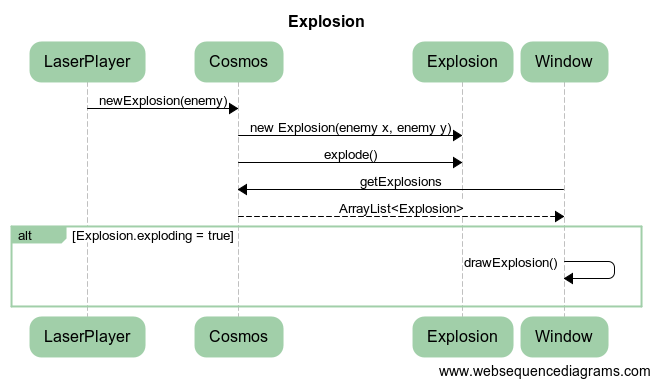 Explosion
LaserPlayer Cosmos Explosion Window
newExplosion(enemy)
new Explosion(enemy x, enemy y)
explode()
getExplosions
ArrayList<Explosion>
alt [Explosion.exploding = true]
drawExplosion()
LaserPlayer Cosmos Explosion Window
www.websequencediagrams.com